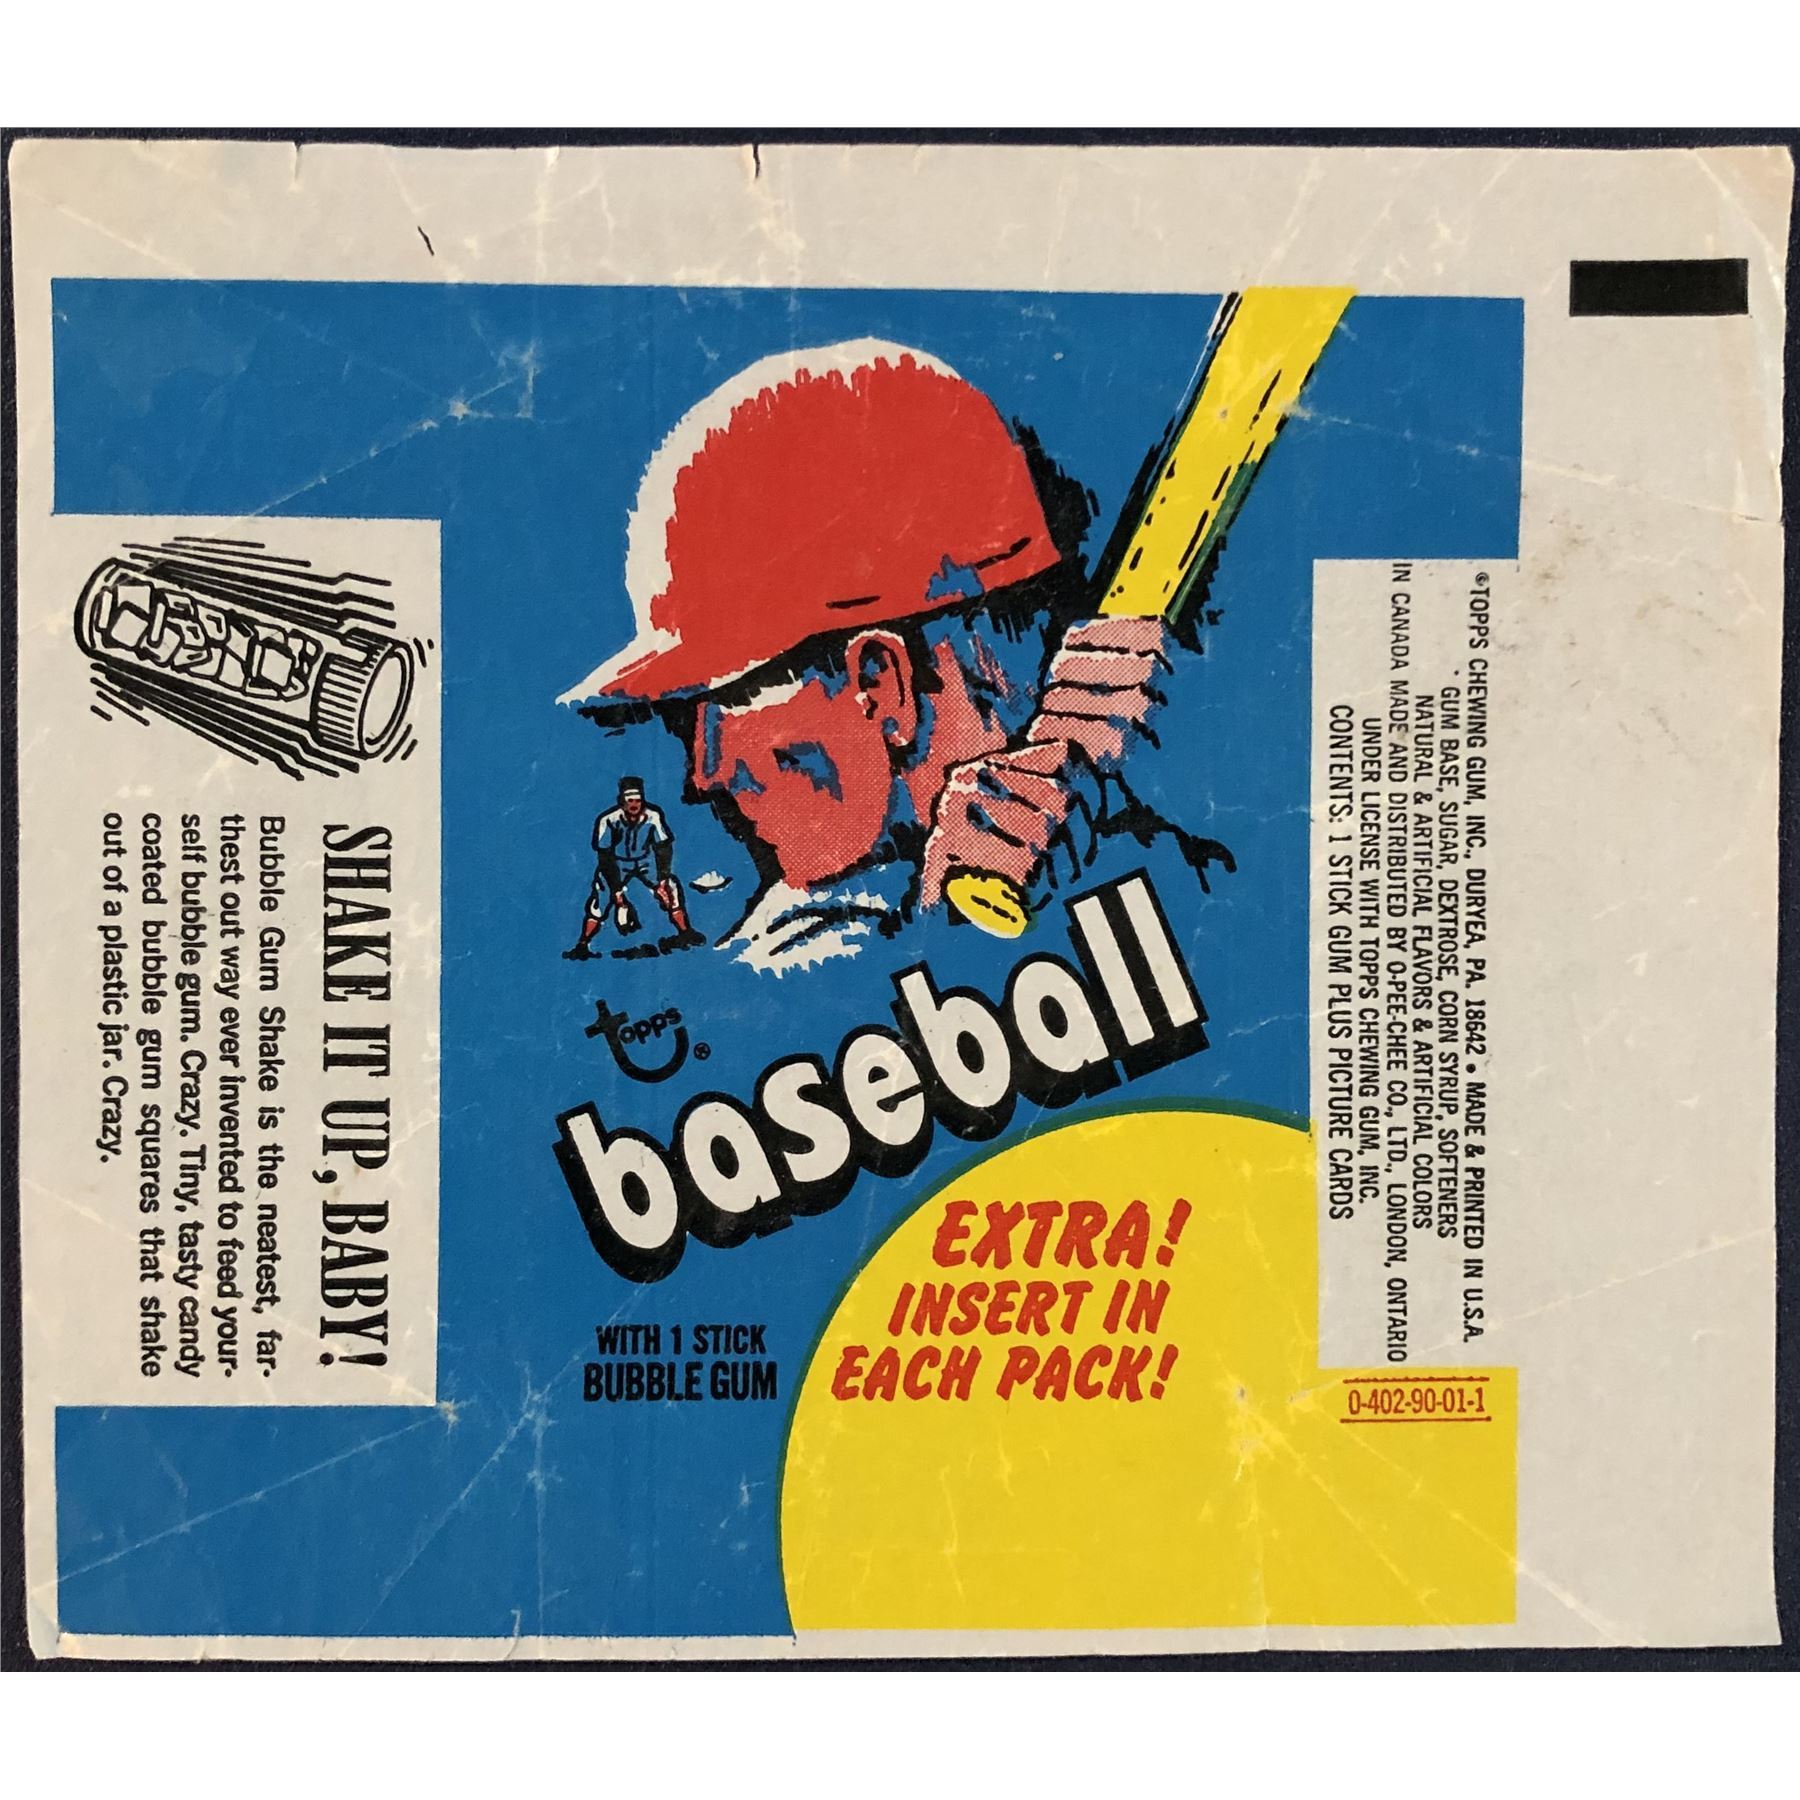 topps®
baseball
WITH 1 STICK
BUBBLE GUM
EXTRA!
INSERT IN
EACH PACK!
SHAKE IT UP, BABY!
Bubble Gum Shake is the neatest, far-
thest out way ever invented to feed your-
self bubble gum. Crazy. Tiny, tasty candy
coated bubble gum squares that shake
out of a plastic jar. Crazy.
©TOPPS CHEWING GUM, INC., DURYEA, PA. 18642 • MADE & PRINTED IN U.S.A.
GUM BASE, SUGAR, DEXTROSE, CORN SYRUP, SOFTENERS
NATURAL & ARTIFICIAL FLAVORS & ARTIFICIAL COLORS
IN CANADA MADE AND DISTRIBUTED BY O-PEE-CHEE CO., LTD., LONDON, ONTARIO
UNDER LICENSE WITH TOPPS CHEWING GUM, INC.
CONTENTS: 1 STICK GUM PLUS PICTURE CARDS
0-402-90-01-1